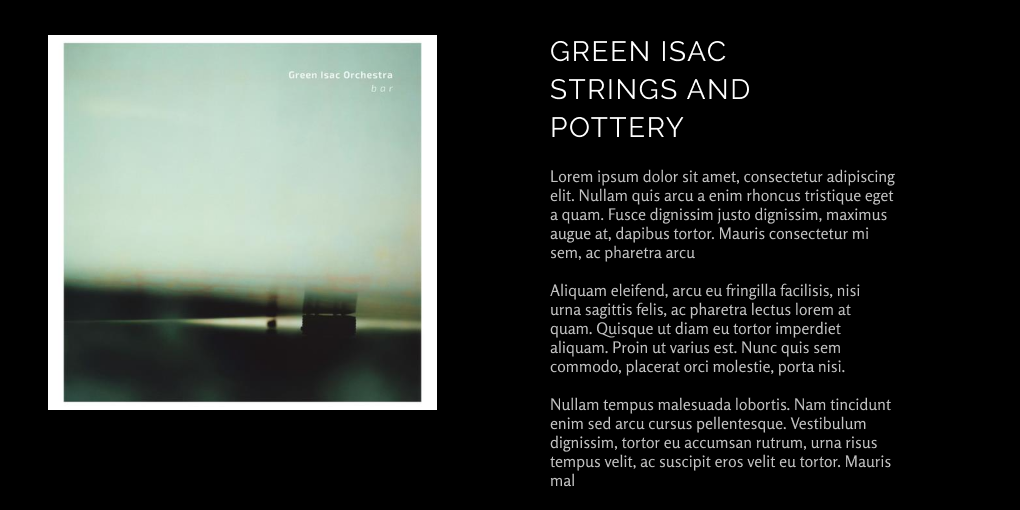 Green Isac Orchestra
bar
GREEN ISAC
STRINGS AND
POTTERY
Lorem ipsum dolor sit amet, consectetur adipiscing
elit. Nullam quis arcu a enim rhoncus tristique eget
a quam. Fusce dignissim justo dignissim, maximus
augue at, dapibus tortor. Mauris consectetur mi
sem, ac pharetra arcu
Aliquam eleifend, arcu eu fringilla facilisis, nisi
urna sagittis felis, ac pharetra lectus lorem at
quam. Quisque ut diam eu tortor imperdiet
aliquam. Proin ut varius est. Nunc quis sem
commodo, placerat orci molestie, porta nisi.
Nullam tempus malesuada lobortis. Nam tincidunt
enim sed arcu cursus pellentesque. Vestibulum
dignissim, tortor eu accumsan rutrum, urna risus
tempus velit, ac suscipit eros velit eu tortor. Mauris
mal